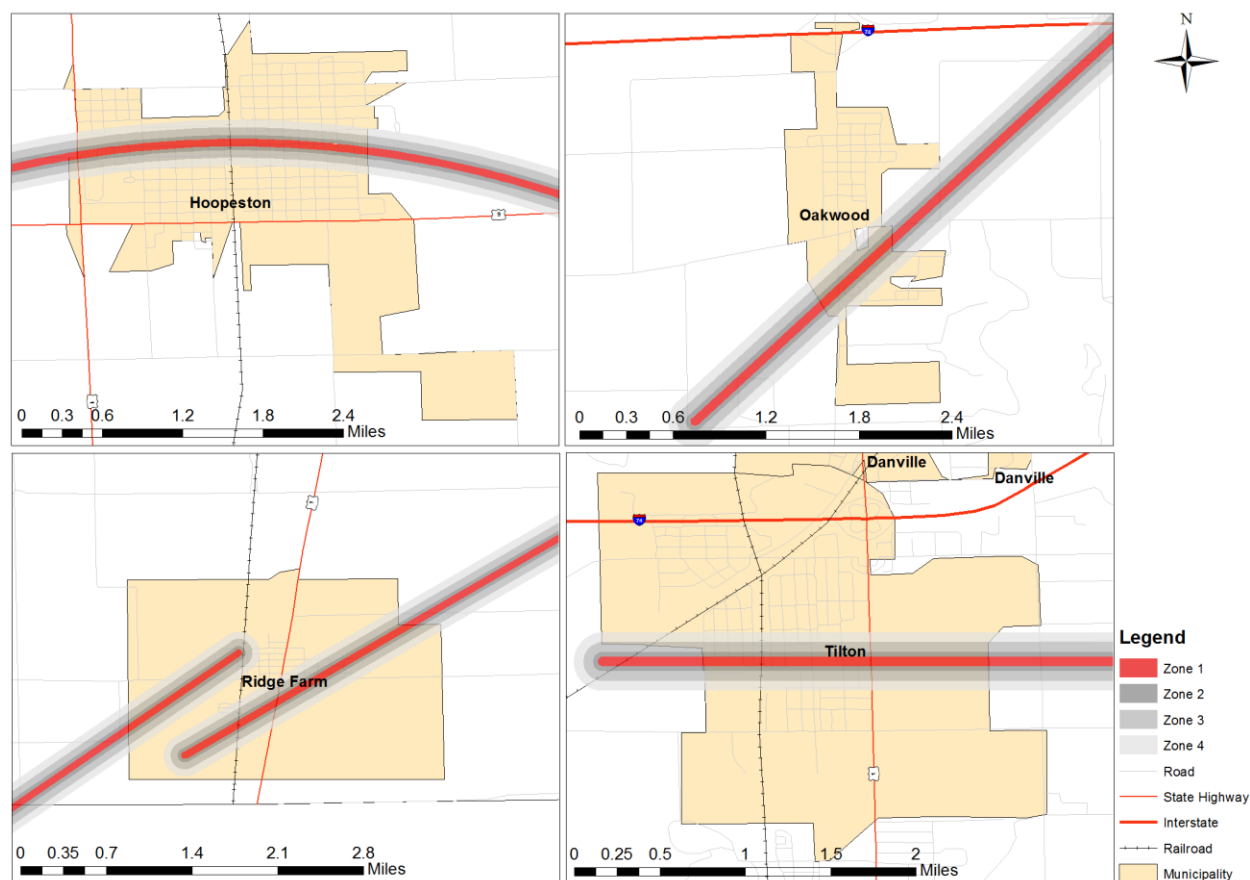 N
Hoopeston
0 0.3 0.6 1.2 1.8 2.4
Miles
74
Oakwood
0 0.3 0.6 1.2 1.8 2.4
Miles
Ridge Farm
0 0.35 0.7 1.4 2.1 2.8
Miles
Danville
Danville
74
Tilton
0 0.25 0.5 1 1.5 2
Miles
Legend
Zone 1
Zone 2
Zone 3
Zone 4
Road
State Highway
Interstate
Railroad
Municipality